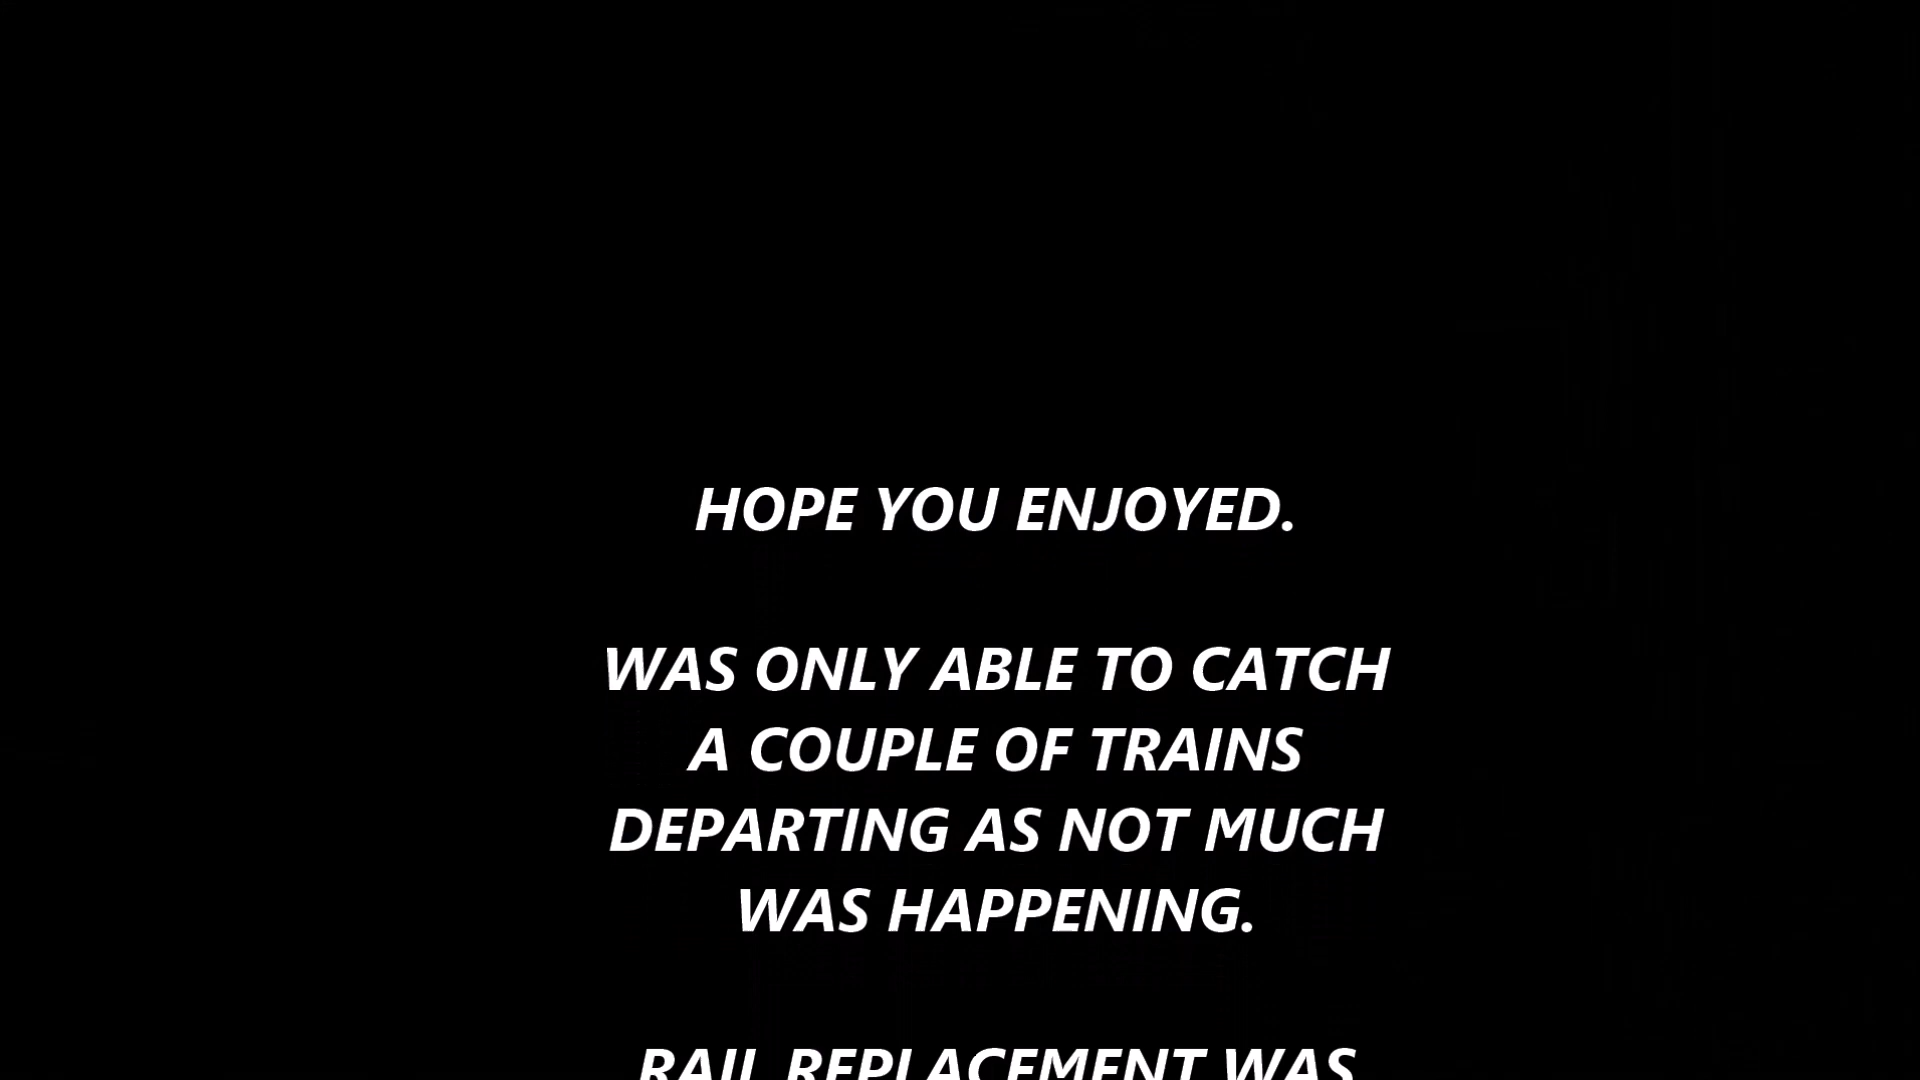 HOPE YOU ENJOYED.
WAS ONLY ABLE TO CATCH
A COUPLE OF TRAINS
DEPARTING AS NOT MUCH
WAS HAPPENING.
RAIL REPLACEMENT WAS